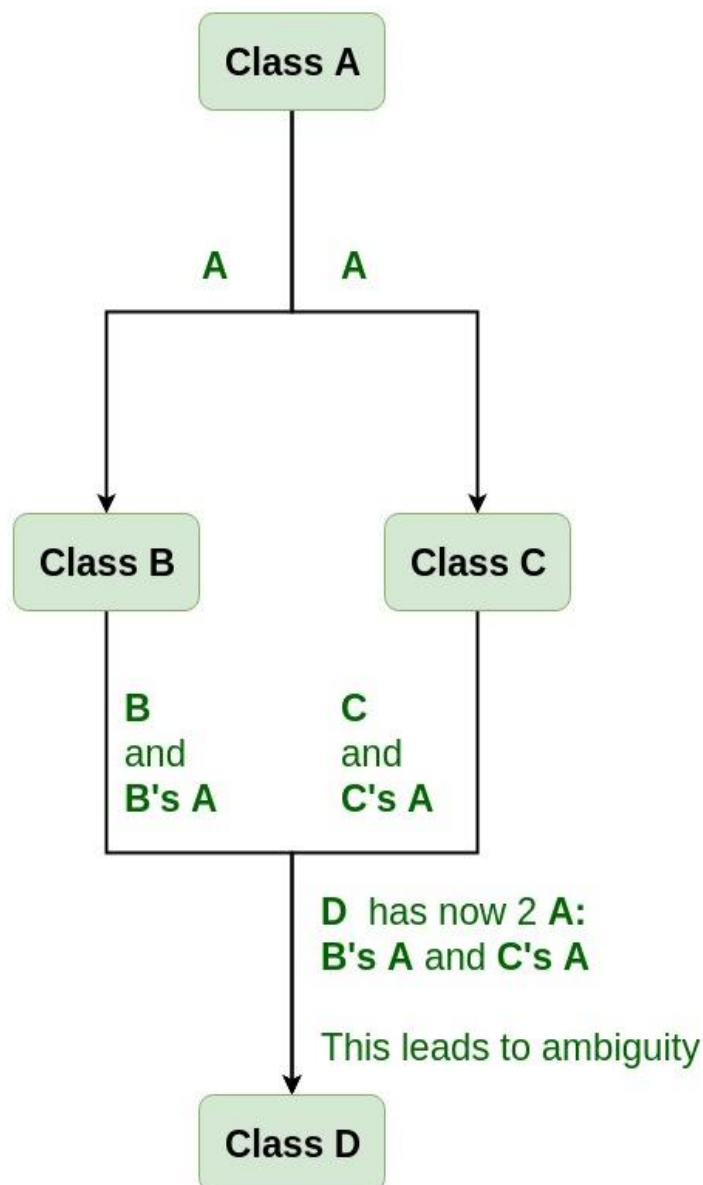 Class A
A
A
Class B
Class C
B
and
B's A
C
and
C's A
D has now 2 A:
B's A and C's A
This leads to ambiguity
Class D